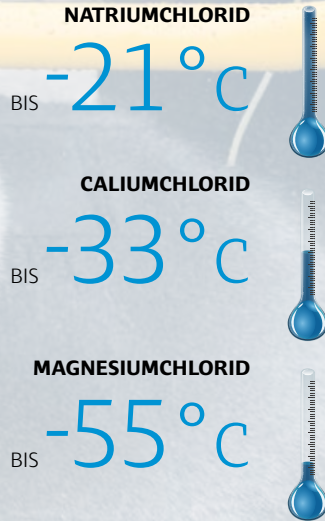 NATRIUMCHLORID
BIS -21°C
CALIUMCHLORID
BIS -33°C
MAGNESIUMCHLORID
BIS -55°C